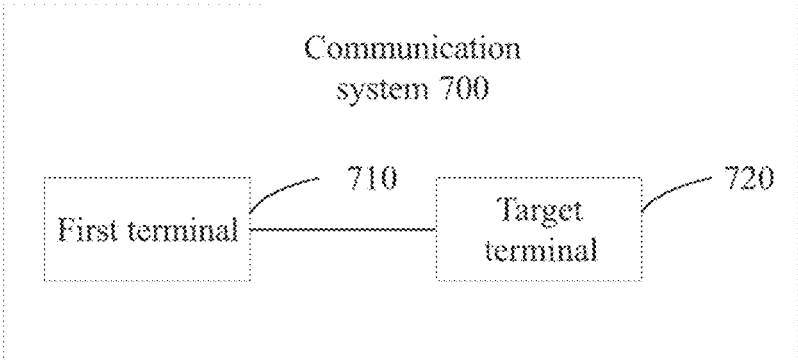 Communication
system 700
710
720
First terminal
Target
terminal